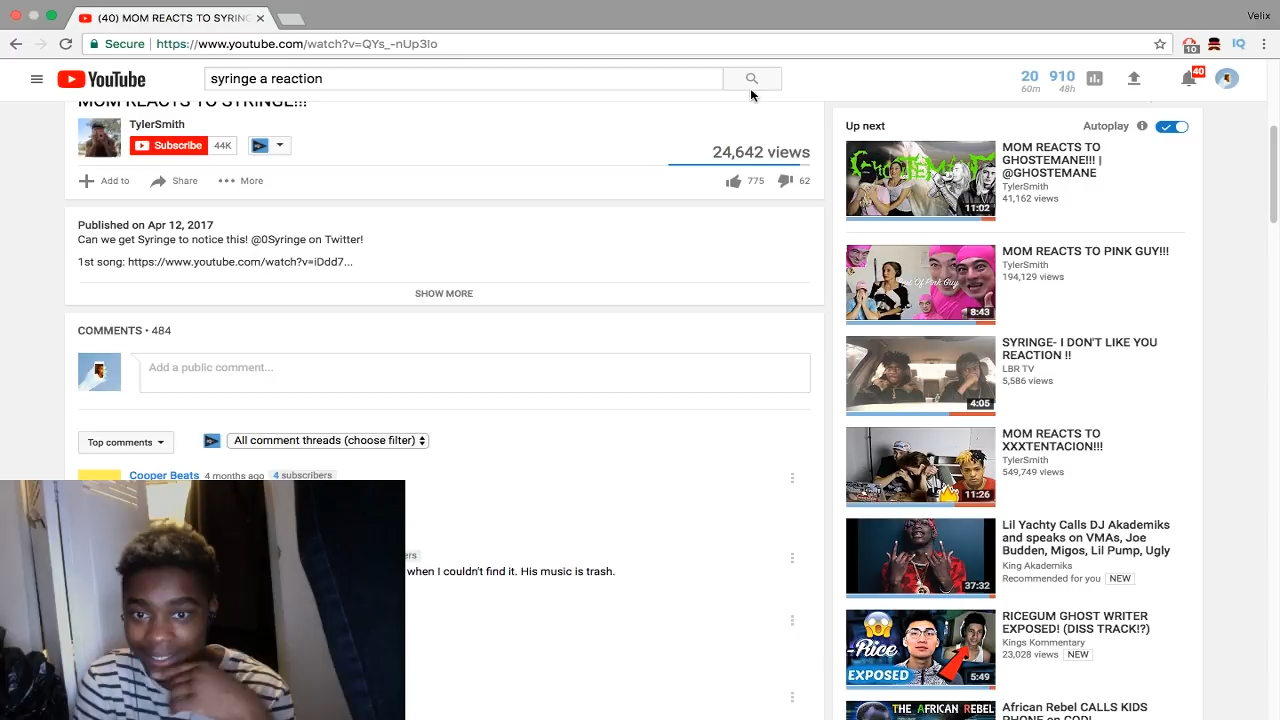 (40) MOM REACTS TO SYRING
Velix
Secure
https://www.youtube.com/watch?v=QYs_-nUp3Io
10
IQ
YouTube
syringe a reaction
20
60m
910
48h
40
MOM REACTS TO SYRINGE!!!
TylerSmith
Subscribe
44K
24,642 views
Add to
Share
More
775
62
Published on Apr 12, 2017
Can we get Syringe to notice this! @0Syringe on Twitter!
1st song: https://www.youtube.com/watch?v=iDdd7...
SHOW MORE
COMMENTS • 484
Add a public comment...
Top comments
All comment threads (choose filter)
Cooper Beats 4 months ago 4 subscribers
when I couldn't find it. His music is trash.
Up next
Autoplay
GHOSTEMANE
11:02
MOM REACTS TO
GHOSTEMANE!!! |
@GHOSTEMANE
TylerSmith
41,162 views
Of Pink Guy
8:43
MOM REACTS TO PINK GUY!!!
TylerSmith
194,129 views
4:05
SYRINGE- I DON'T LIKE YOU
REACTION !!
LBR TV
5,586 views
11:26
MOM REACTS TO
XXXTENTACION!!!
TylerSmith
549,749 views
37:32
Lil Yachty Calls DJ Akademiks
and speaks on VMAs, Joe
Budden, Migos, Lil Pump, Ugly
King Akademiks
Recommended for you NEW
-Rice
EXPOSED
5:49
RICEGUM GHOST WRITER
EXPOSED! (DISS TRACK!?)
Kings Kommentary
23,028 views NEW
THE AFRICAN REBEL
African Rebel CALLS KIDS
PHONE on GOD!